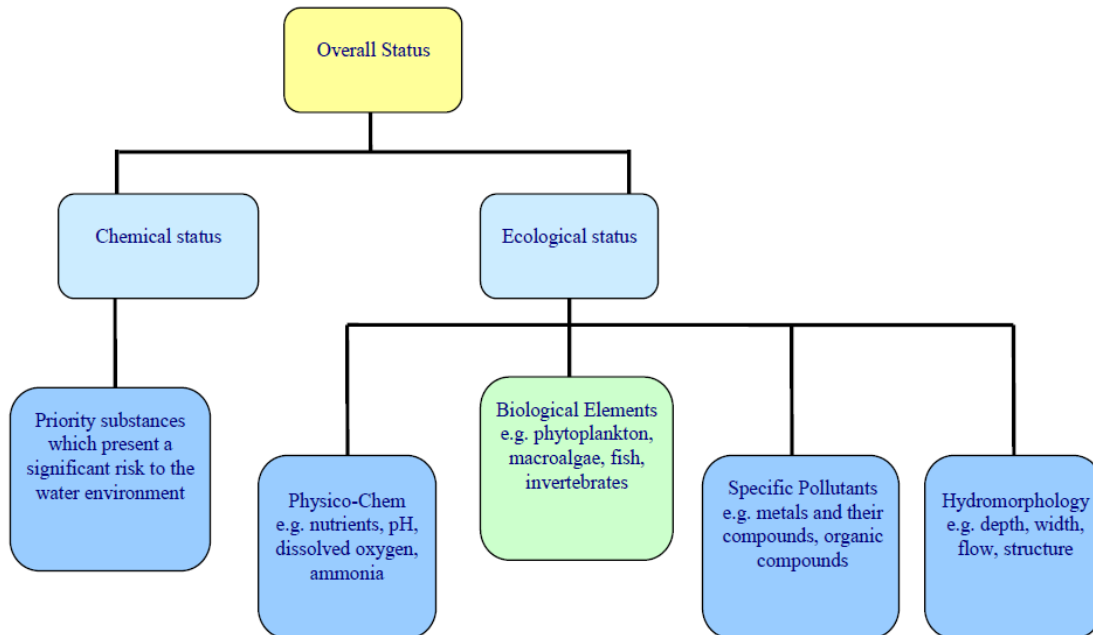 Overall Status
Chemical status
Ecological status
Priority substances
which present a
significant risk to the
water environment
Physico-Chem
e.g. nutrients, pH,
dissolved oxygen,
ammonia
Biological Elements
e.g. phytoplankton,
macroalgae, fish,
invertebrates
Specific Pollutants
e.g. metals and their
compounds, organic
compounds
Hydromorphology
e.g. depth, width,
flow, structure